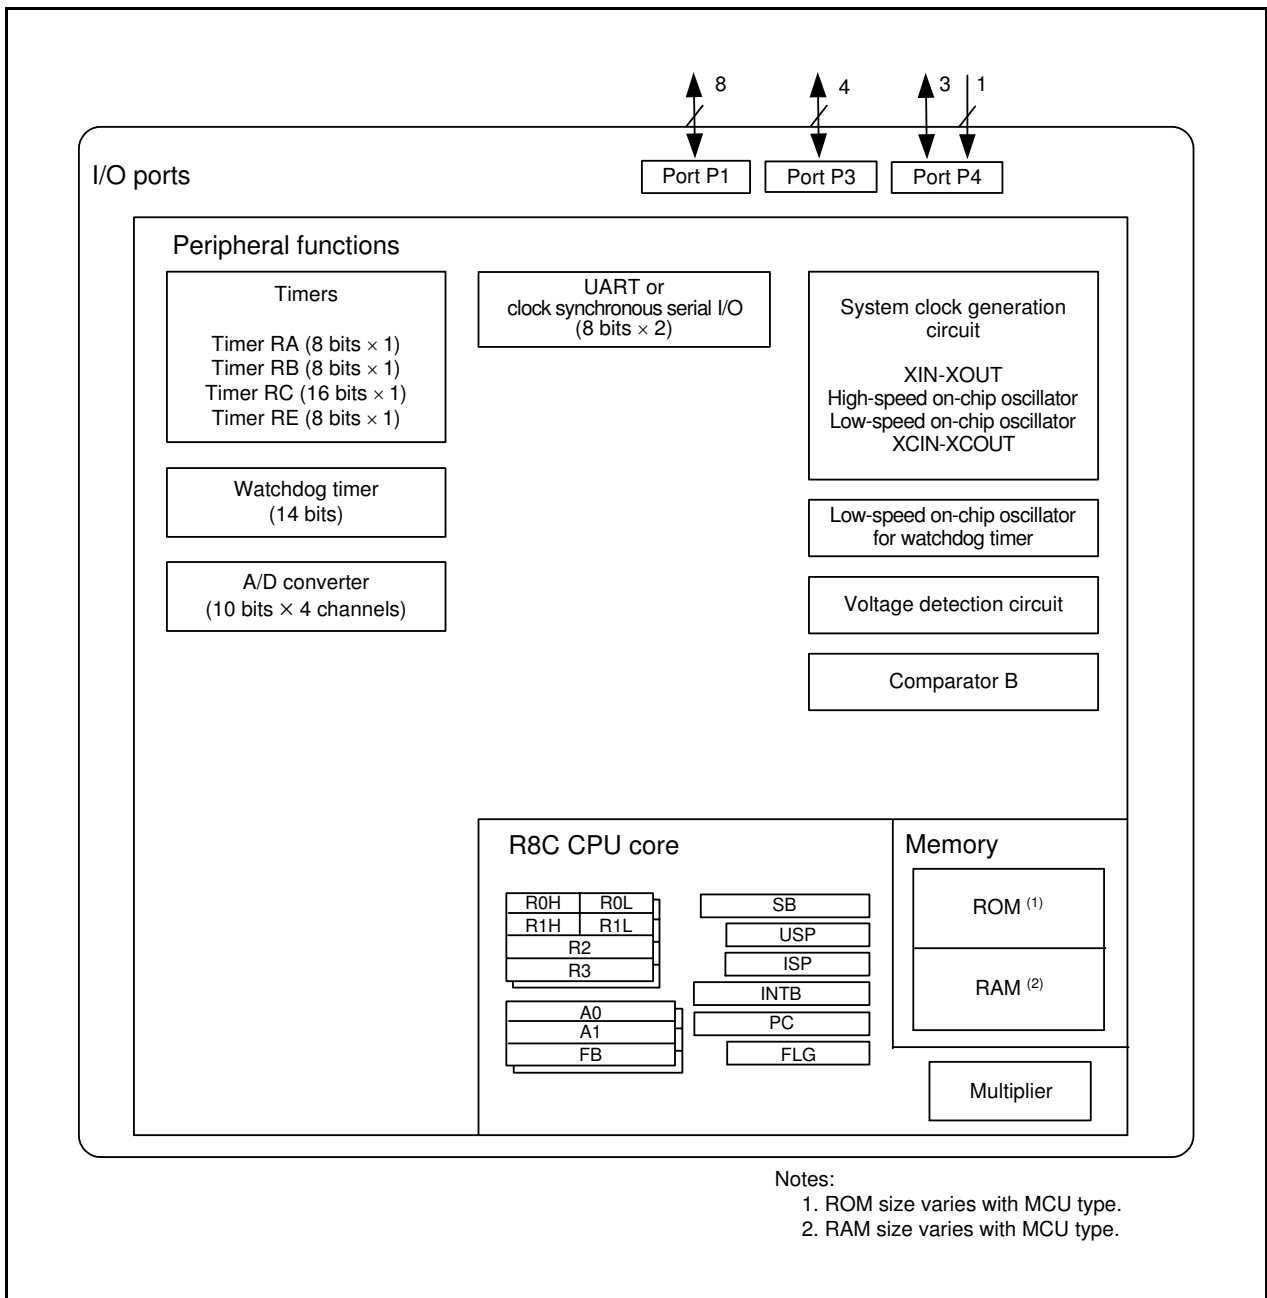 8
4
3
1
I/O ports
Port P1
Port P3
Port P4
Peripheral functions
Timers
Timer RA (8 bits × 1)
Timer RB (8 bits × 1)
Timer RC (16 bits × 1)
Timer RE (8 bits × 1)
UART or
clock synchronous serial I/O
(8 bits × 2)
System clock generation
circuit
XIN-XOUT
High-speed on-chip oscillator
Low-speed on-chip oscillator
XCIN-XCOUT
Watchdog timer
(14 bits)
Low-speed on-chip oscillator
for watchdog timer
A/D converter
(10 bits × 4 channels)
Voltage detection circuit
Comparator B
R8C CPU core
R0H
R0L
R1H
R1L
R2
R3
A0
A1
FB
SB
USP
ISP
INTB
PC
FLG
Memory
ROM (1)
RAM (2)
Multiplier
Notes:
1. ROM size varies with MCU type.
2. RAM size varies with MCU type.